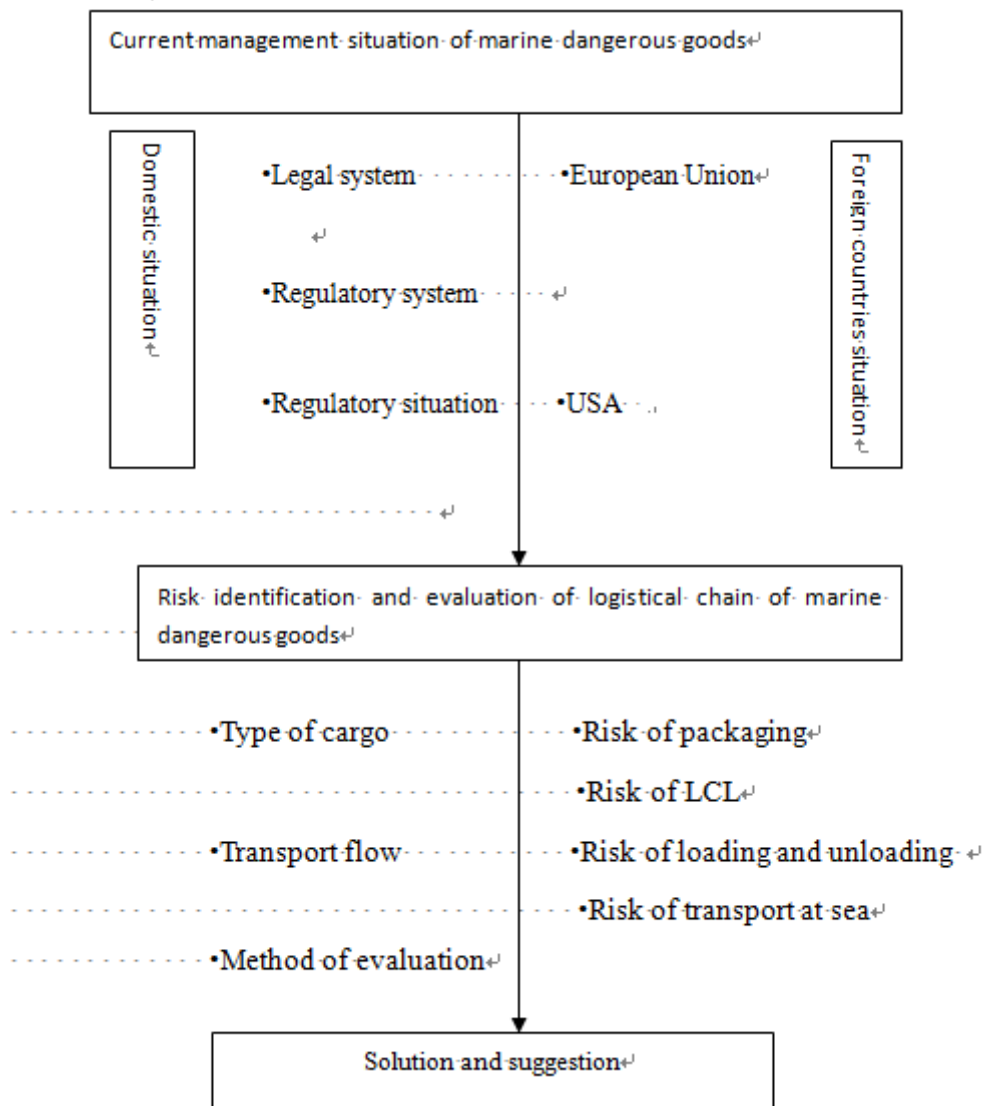 Current management situation of marine dangerous goods
Domestic situation
•Legal system •European Union
•Regulatory system
•Regulatory situation •USA
Foreign countries situation
Risk identification and evaluation of logistical chain of marine
dangerous goods
•Type of cargo •Risk of packaging
•Risk of LCL
•Transport flow •Risk of loading and unloading
•Risk of transport at sea
•Method of evaluation
Solution and suggestion